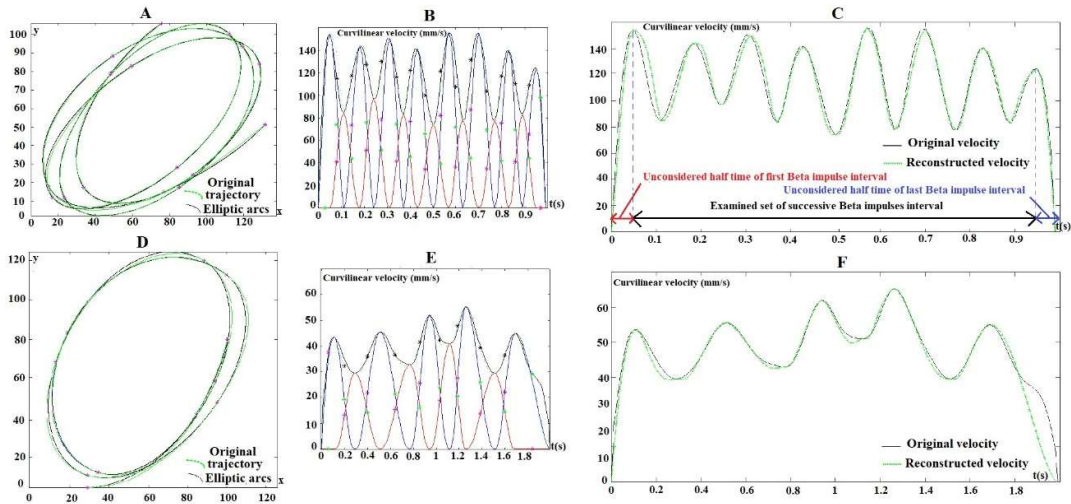 A
y
100
80
60
40
20
0
0 20 40 60 80 100 120
x
Original
trajectory
Elliptic arcs
B
Curvilinear velocity (mm/s)
140
120
100
80
60
40
20
0
0 0.1 0.2 0.3 0.4 0.5 0.6 0.7 0.8 0.9
t(s)
C
Curvilinear velocity (mm/s)
160
140
120
100
80
60
40
20
0
0 0.1 0.2 0.3 0.4 0.5 0.6 0.7 0.8 0.9
t(s)
Original velocity
Reconstructed velocity
Unconsidered half time of first Beta impulse interval
Unconsidered half time of last Beta impulse interval
Examined set of successive Beta impulses interval
D
y
120
100
80
60
40
20
0
0 20 40 60 80 100 120
x
Original
trajectory
Elliptic arcs
E
Curvilinear velocity (mm/s)
60
50
40
30
20
10
0
0 0.2 0.4 0.6 0.8 1 1.2 1.4 1.6 1.8
t(s)
F
Curvilinear velocity (mm/s)
60
50
40
30
20
10
0
0 0.2 0.4 0.6 0.8 1 1.2 1.4 1.6 1.8
t(s)
Original velocity
Reconstructed velocity